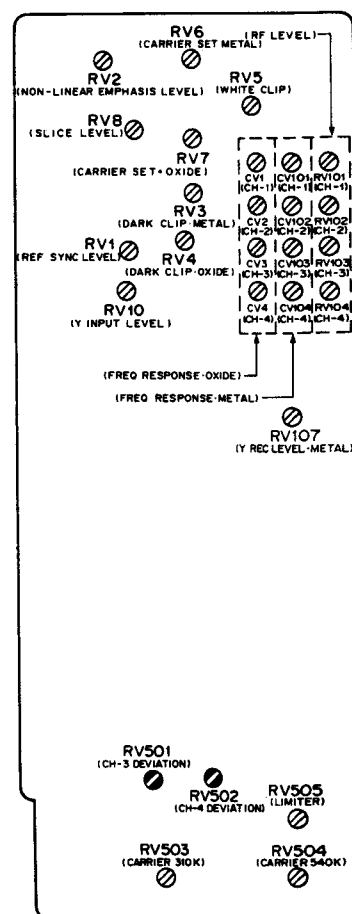 RV6
(CARRIER SET METAL)
(RF LEVEL)
RV2
(NON-LINEAR EMPHASIS LEVEL)
RV5
(WHITE CLIP)
RV8
(SLICE LEVEL)
RV7
(CARRIER SET-OXIDE)
CV1 CV101 RV101
(CH-1) (CH-1) (CH-1)
RV3
(DARK CLIP-METAL)
CV2 CV102 RV102
(CH-2) (CH-2) (CH-2)
RV1
(REF SYNC LEVEL)
RV4
(DARK CLIP-OXIDE)
CV3 CV103 RV103
(CH-3) (CH-3) (CH-3)
RV10
(Y INPUT LEVEL)
CV4 CV104 RV104
(CH-4) (CH-4) (CH-4)
(FREQ RESPONSE-OXIDE)
(FREQ RESPONSE-METAL)
RV107
(Y REC LEVEL-METAL)
RV501
(CH-3 DEVIATION)
RV502
(CH-4 DEVIATION)
RV505
(LIMITER)
RV503
(CARRIER 310K)
RV504
(CARRIER 540K)